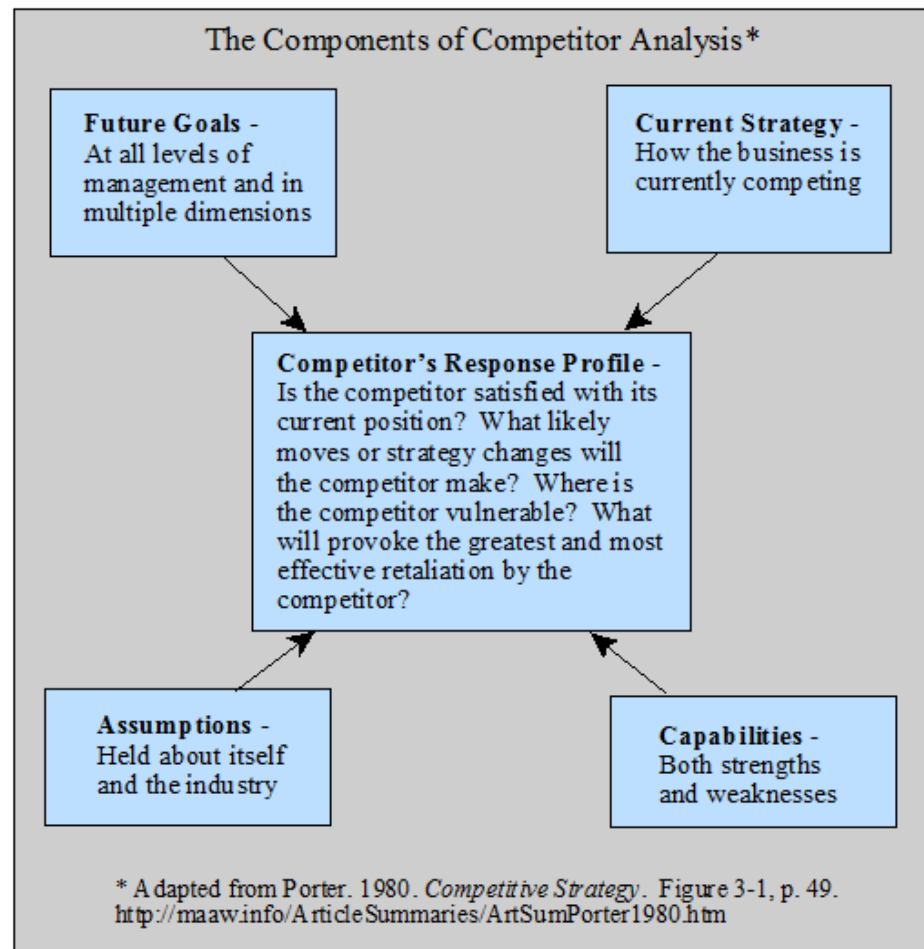 The Components of Competitor Analysis*
Future Goals -
At all levels of
management and in
multiple dimensions
Current Strategy -
How the business is
currently competing
Competitor's Response Profile -
Is the competitor satisfied with its
current position?  What likely
moves or strategy changes will
the competitor make?  Where is
the competitor vulnerable?  What
will provoke the greatest and most
effective retaliation by the
competitor?
Assumptions -
Held about itself
and the industry
Capabilities -
Both strengths
and weaknesses
* Adapted from Porter. 1980. Competitive Strategy.  Figure 3-1, p. 49.
http://maaw.info/ArticleSummaries/ArtSumPorter1980.htm